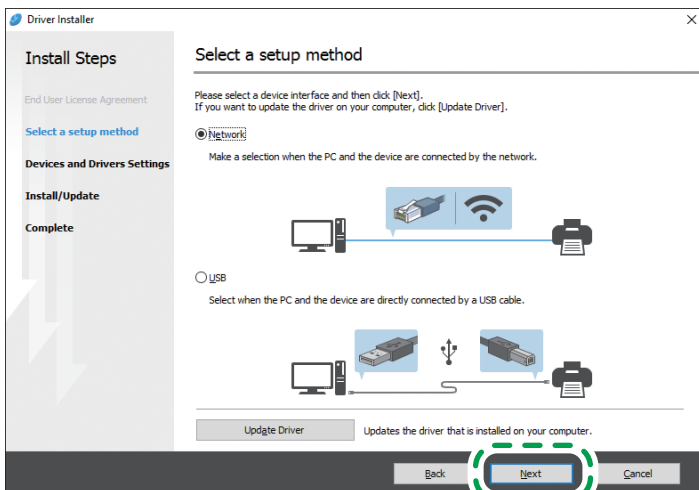 Driver Installer
Install Steps
End User License Agreement
Select a setup method
Devices and Drivers Settings
Install/Update
Complete
Select a setup method
Please select a device interface and then click [Next].
If you want to update the driver on your computer, click [Update Driver].
Network
Make a selection when the PC and the device are connected by the network.
USB
Select when the PC and the device are directly connected by a USB cable.
Update Driver
Updates the driver that is installed on your computer.
Back
Next
Cancel